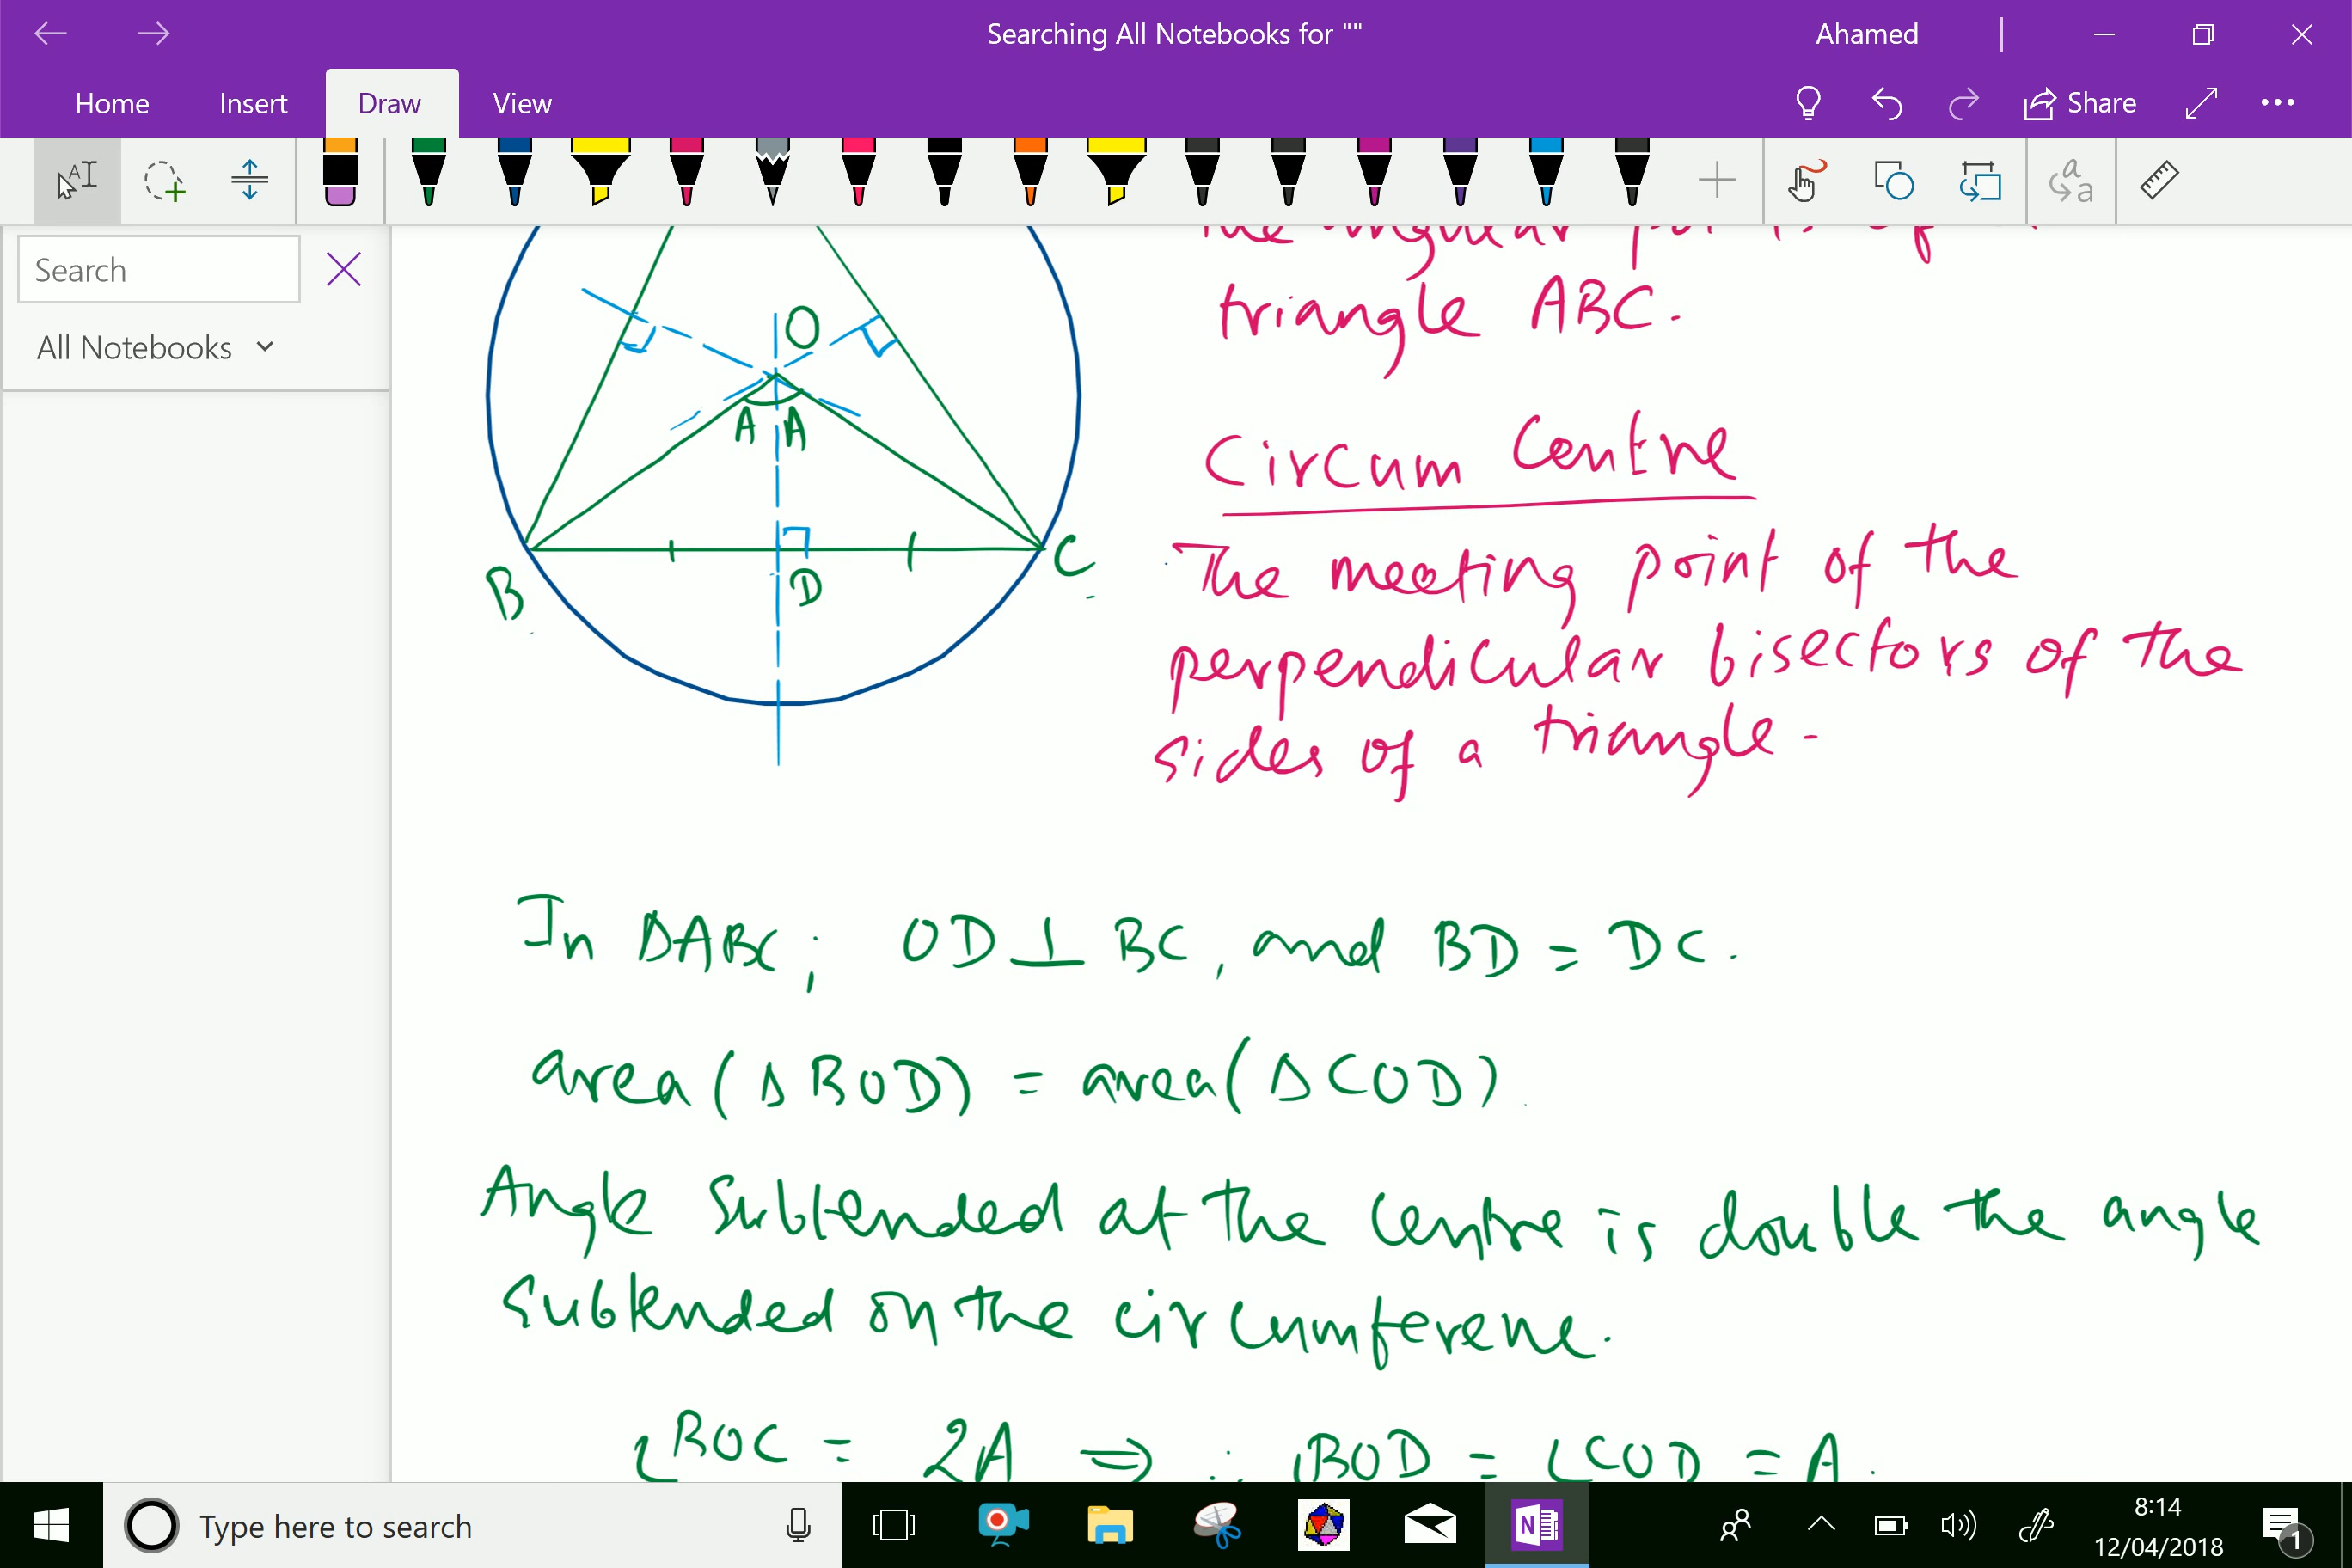 Searching All Notebooks for ""
Ahamed
Home Insert Draw View
Share
Search
All Notebooks
triangle ABC.
O
A A
B
D
C
Circum Centre
The meeting point of the
perpendicular bisectors of the
sides of a triangle.
In ΔABC; OD⊥BC, and BD = DC.
area(ΔBOD) = area(ΔCOD)
Angle Subtended at the Centre is double the angle
Subtended on the circumferene.
∠BOC = 2A ⇒ ∴ ∠BOD = ∠COD = A.
Type here to search
N
8:14
12/04/2018
1